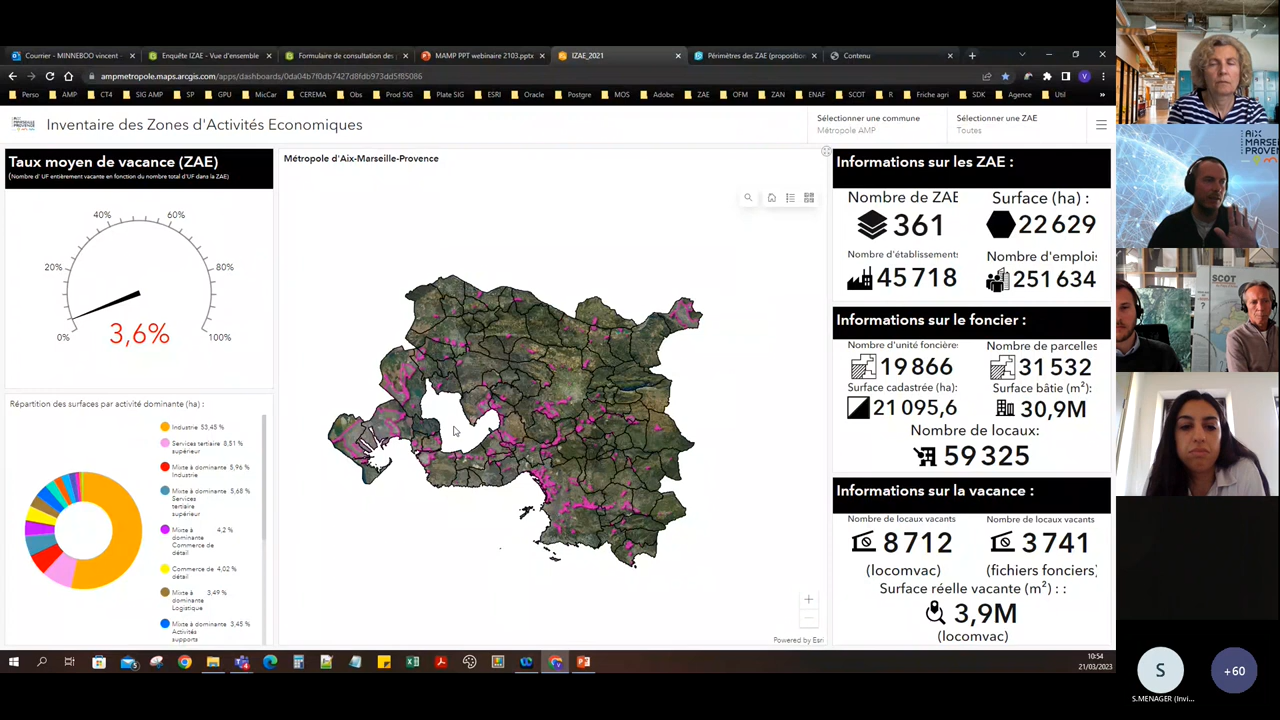 Courrier - MINNEBOO vincent -
Enquête IZAE - Vue d'ensemble
Formulaire de consultation des
MAMP PPT webinaire 2103.pptx
IZAE_2021
Périmètres des ZAE (proposition
Contenu
ampmetropole.maps.arcgis.com/apps/dashboards/0da04b7f0db7427d8fdb973dd5f85086
Perso
AMP
CT4
SIG AMP
SP
GPU
MicCar
CEREMA
Obs
Prod SIG
Plate SIG
ESRI
Oracle
Postgre
MOS
Adobe
ZAE
OFM
ZAN
ENAF
SCOT
R
Friche agri
SDK
Agence
Util
Inventaire des Zones d'Activités Economiques
Sélectionner une commune
Métropole AMP
Sélectionner une ZAE
Toutes
Taux moyen de vacance (ZAE)
(Nombre d' UF entièrement vacante en fonction du nombre total d'UF dans la ZAE)
0%
20%
40%
60%
80%
100%
3,6%
Répartition des surfaces par activité dominante (ha) :
Industrie 53,45 %
Services tertiaire 8,51 %
supérieur
Mixte à dominante 5,96 %
Industrie
Mixte à dominante 5,68 %
Services
tertiaire
supérieur
Mixte à 4,2 %
dominante
Commerce de
détail
Commerce de 4,02 %
détail
Mixte à 3,49 %
dominante
Logistique
Mixte à 3,45 %
dominante
Activités
supports
Métropole d'Aix-Marseille-Provence
Powered by Esri
Informations sur les ZAE :
Nombre de ZAE
361
Surface (ha) :
22 629
Nombre d'établissement
45 718
Nombre d'emploi
251 634
Informations sur le foncier :
Nombre d'unité foncière
19 866
Nombre de parcelles
31 532
Surface cadastrée (ha):
21 095,6
Surface bâtie (m²):
30,9M
Nombre de locaux:
59 325
Informations sur la vacance :
Nombre de locaux vacants
8 712
(locomvac)
Nombre de locaux vacants
3 741
(fichiers fonciers)
Surface réelle vacante (m²) : :
3,9M
(locomvac)
10:54
21/03/2023
AIX
MARSE
PROVEN
SCOT
S
S.MENAGER (Invi...
+60